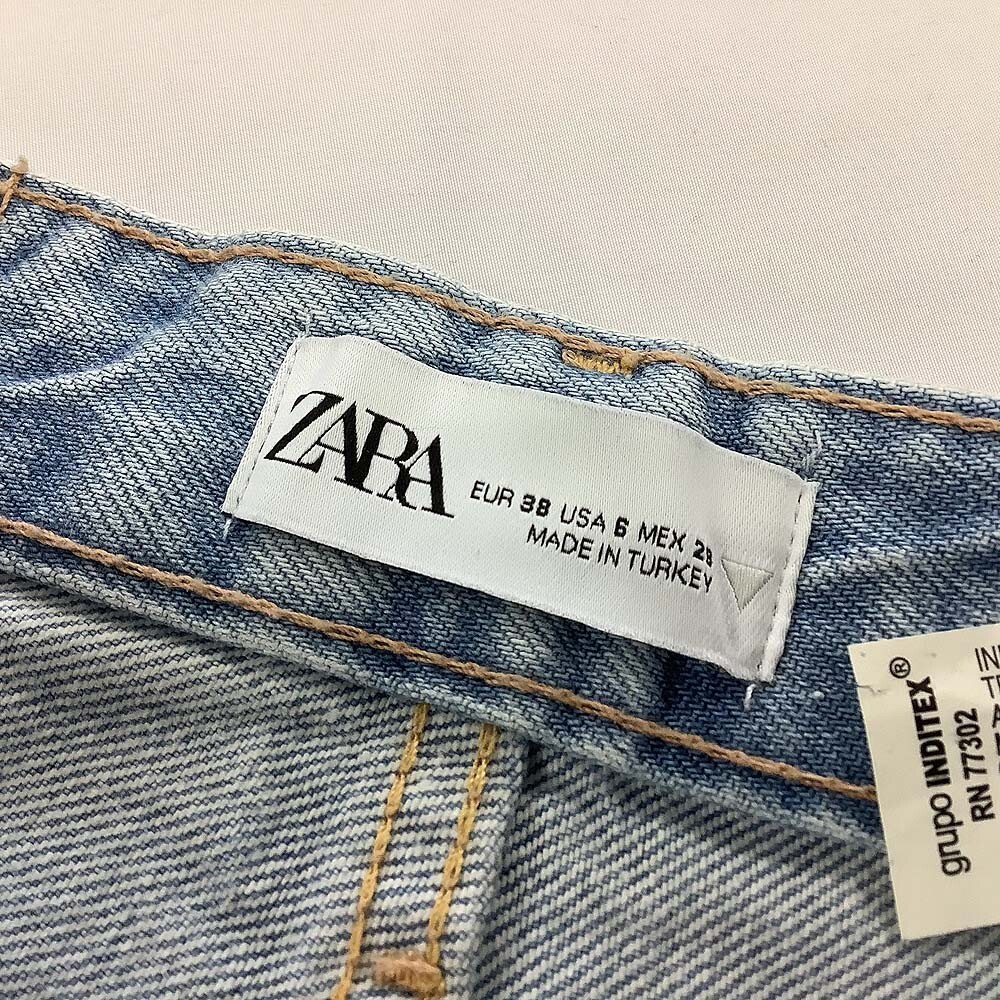 ZARA
EUR 38 USA 6 MEX 28
MADE IN TURKEY
grupo INDITEX®
RN 77302